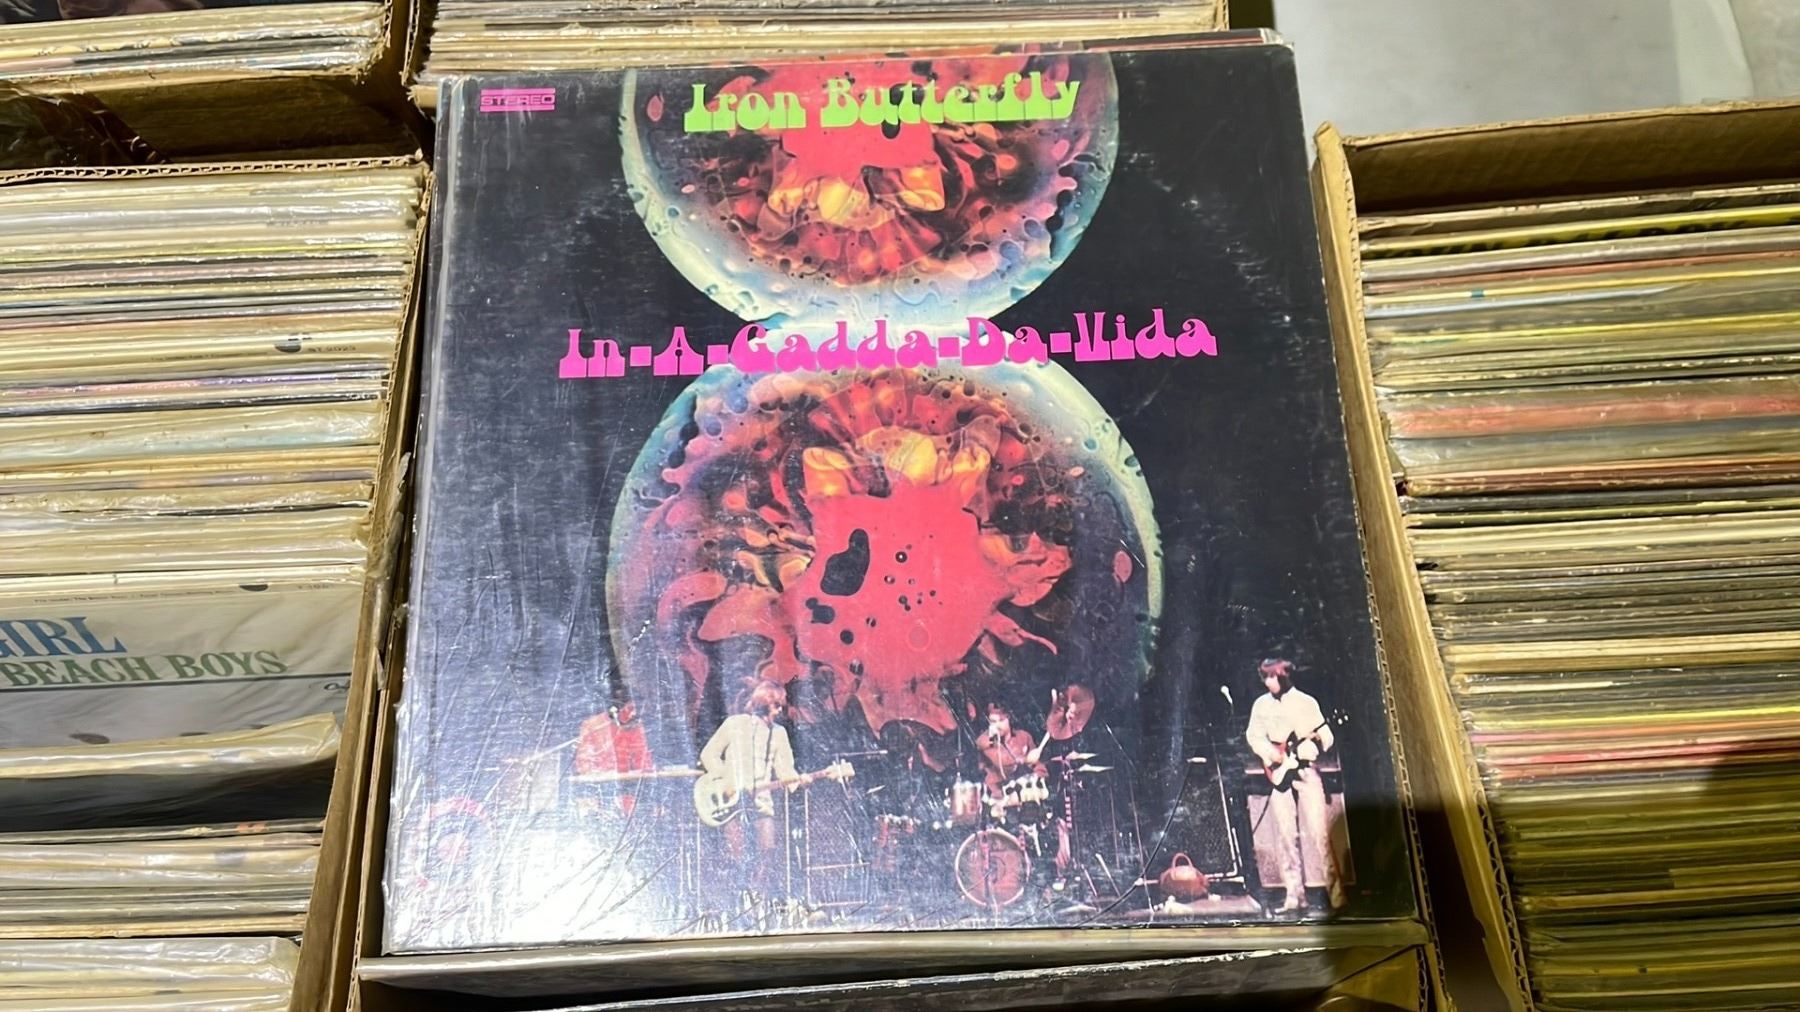 STEREO
Iron Butterfly
In-A-Gadda-Da-Vida
GIRL
BEACH BOYS